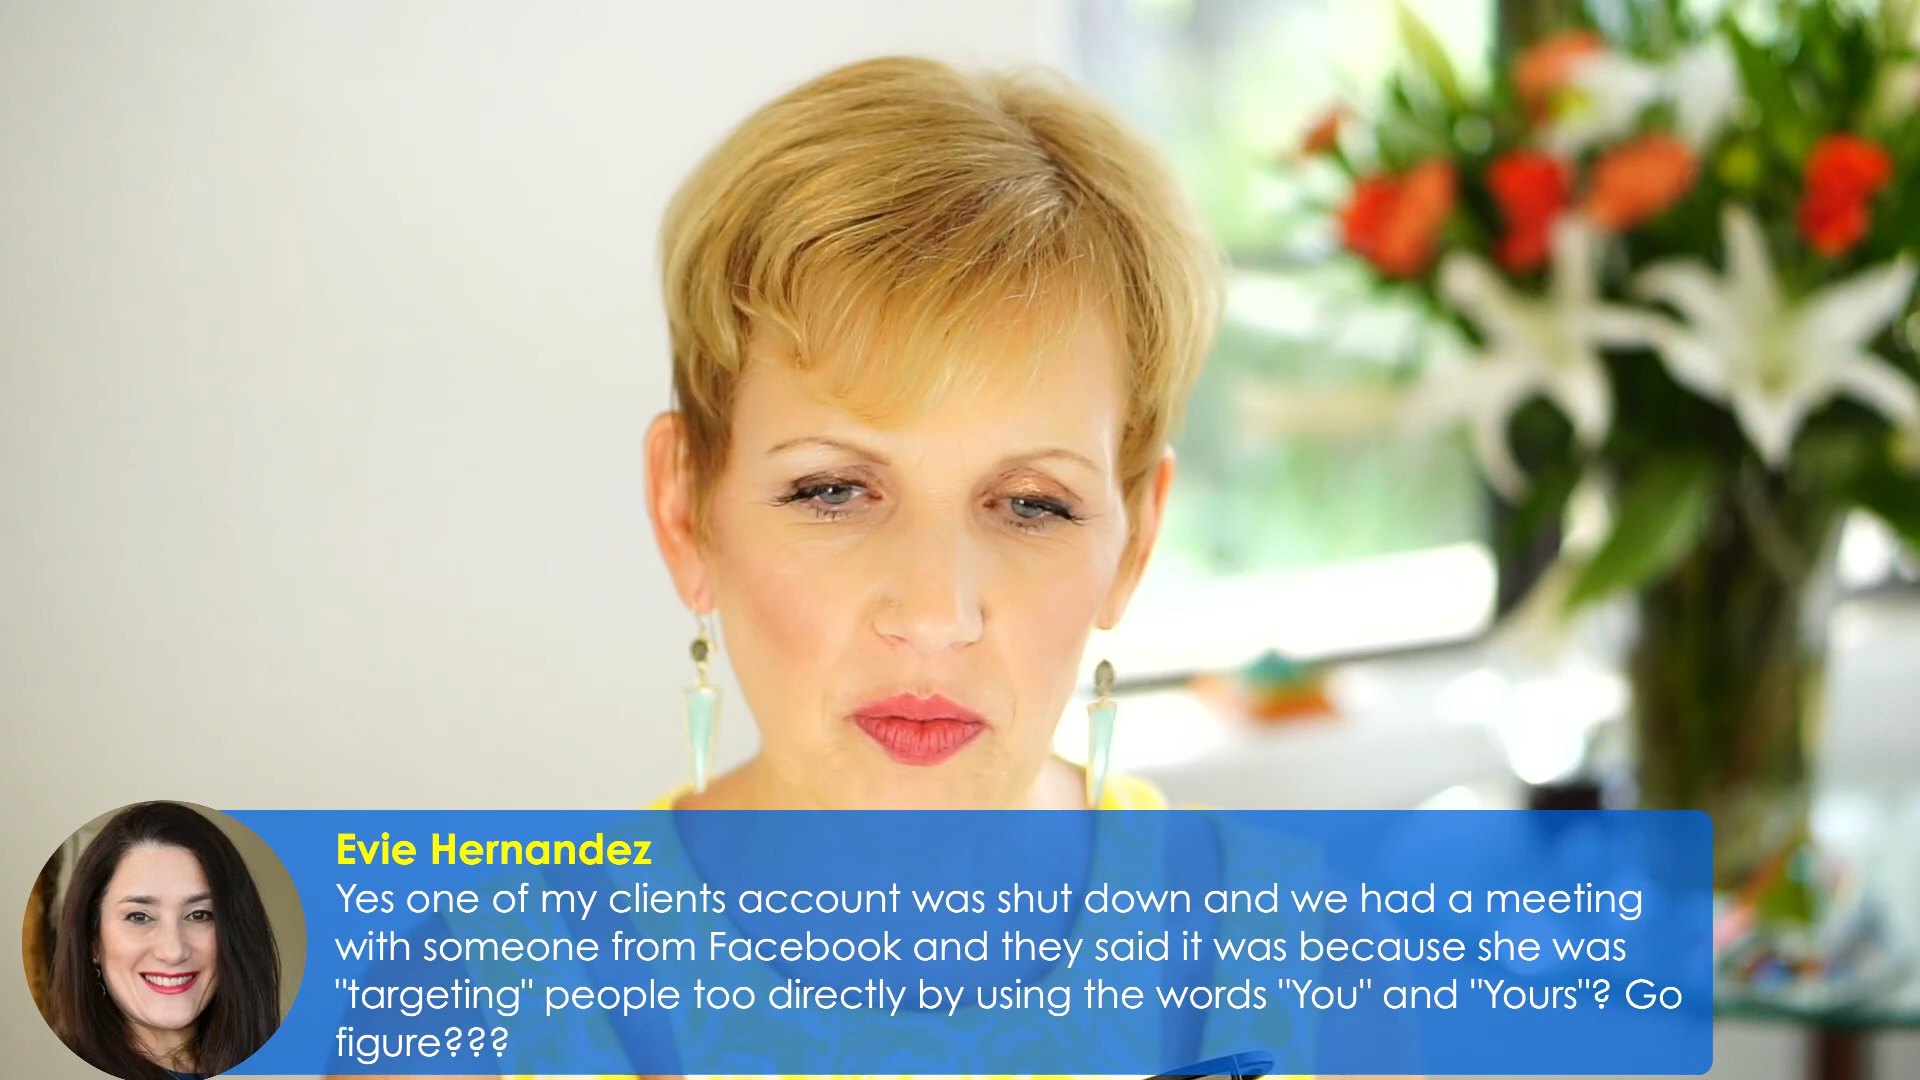 Evie Hernandez
Yes one of my clients account was shut down and we had a meeting
with someone from Facebook and they said it was because she was
"targeting" people too directly by using the words "You" and "Yours"? Go
figure???